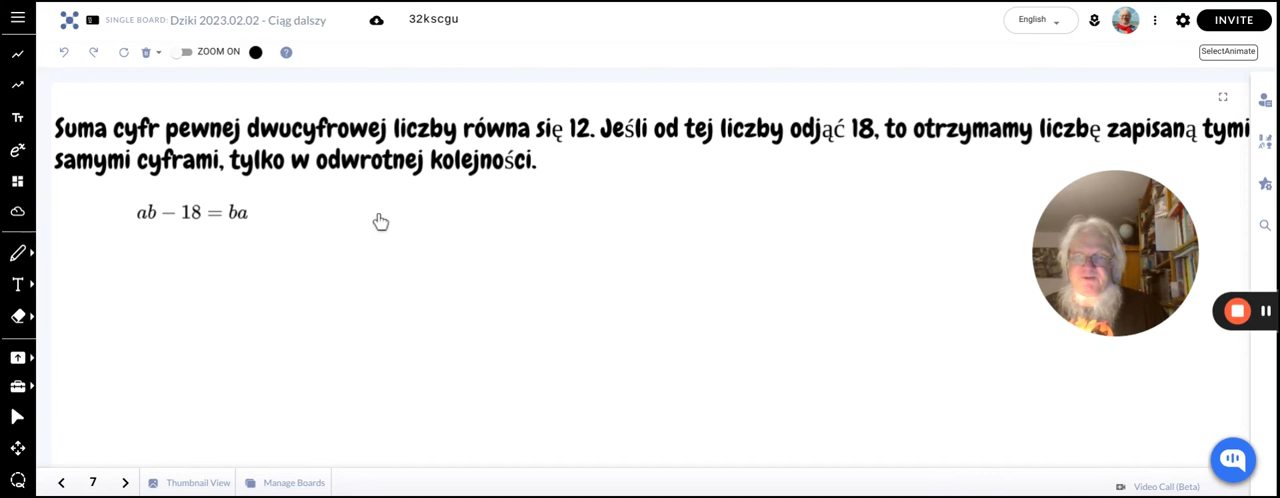 SINGLE BOARD: Dziki 2023.02.02 - Ciąg dalszy
32kscgu
English
INVITE
ZOOM ON
SelectAnimate
Suma cyfr pewnej dwucyfrowej liczby równa się 12. Jeśli od tej liczby odjąć 18, to otrzymamy liczbę zapisaną tymi
samymi cyframi, tylko w odwrotnej kolejności.
ab − 18 = ba
7
Thumbnail View
Manage Boards
Video Call (Beta)